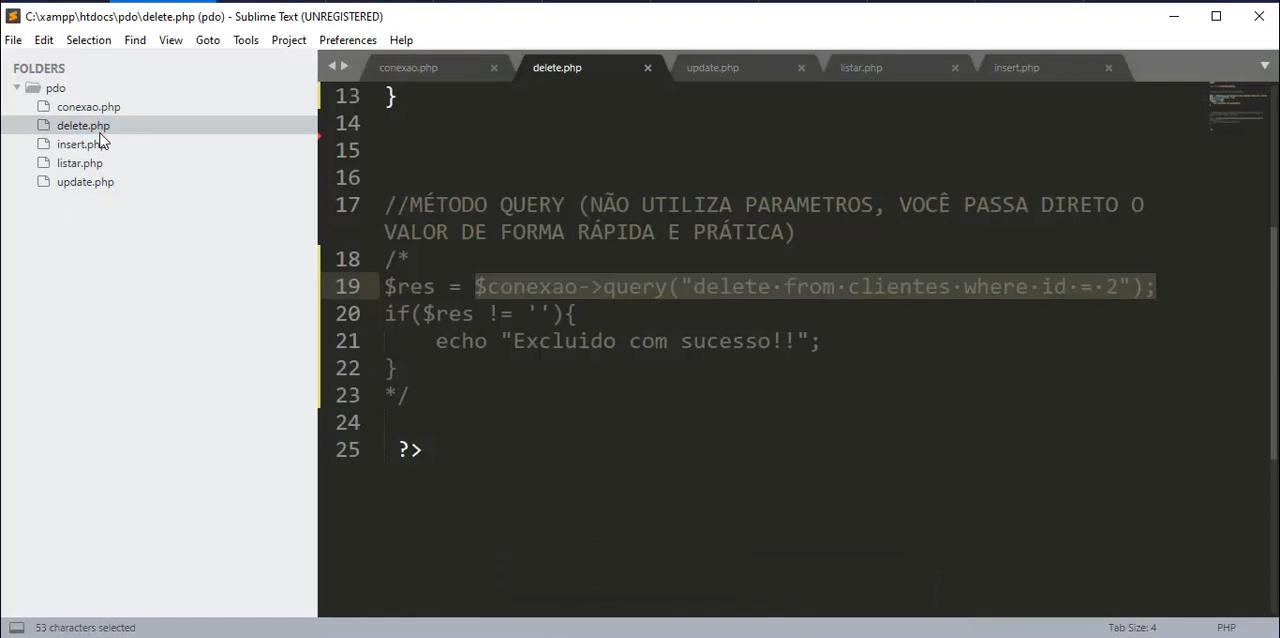 C:\xampp\htdocs\pdo\delete.php (pdo) - Sublime Text (UNREGISTERED)
File Edit Selection Find View Goto Tools Project Preferences Help
FOLDERS
pdo
conexao.php
delete.php
insert.php
listar.php
update.php
conexao.php delete.php update.php listar.php insert.php
13 }
14
15
16
17 //MÉTODO QUERY (NÃO UTILIZA PARAMETROS, VOCÊ PASSA DIRETO O
VALOR DE FORMA RÁPIDA E PRÁTICA)
18 /*
19 $res = $conexao->query("delete·from·clientes·where·id·=·2");
20 if($res != ''){
21 echo "Excluido com sucesso!!";
22 }
23 */
24
25 ?>
53 characters selected Tab Size: 4 PHP